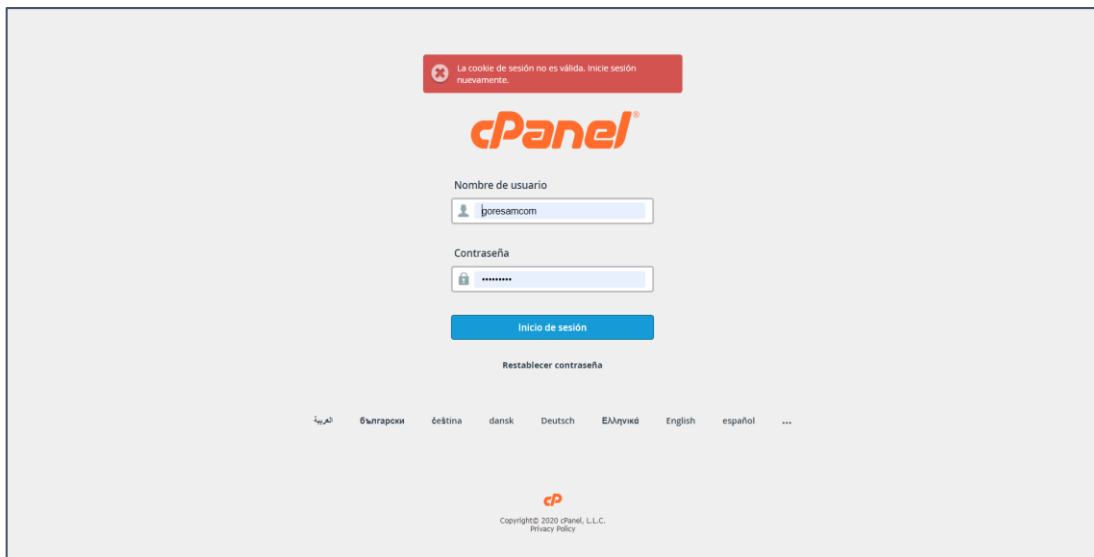 La cookie de sesión no es válida. Inicie sesión
nuevamente.
cPanel®
Nombre de usuario
goresamcom
Contraseña
•••••••••
Inicio de sesión
Restablecer contraseña
العربية български čeština dansk Deutsch Ελληνικά English español ...
cP
Copyright© 2020 cPanel, L.L.C.
Privacy Policy